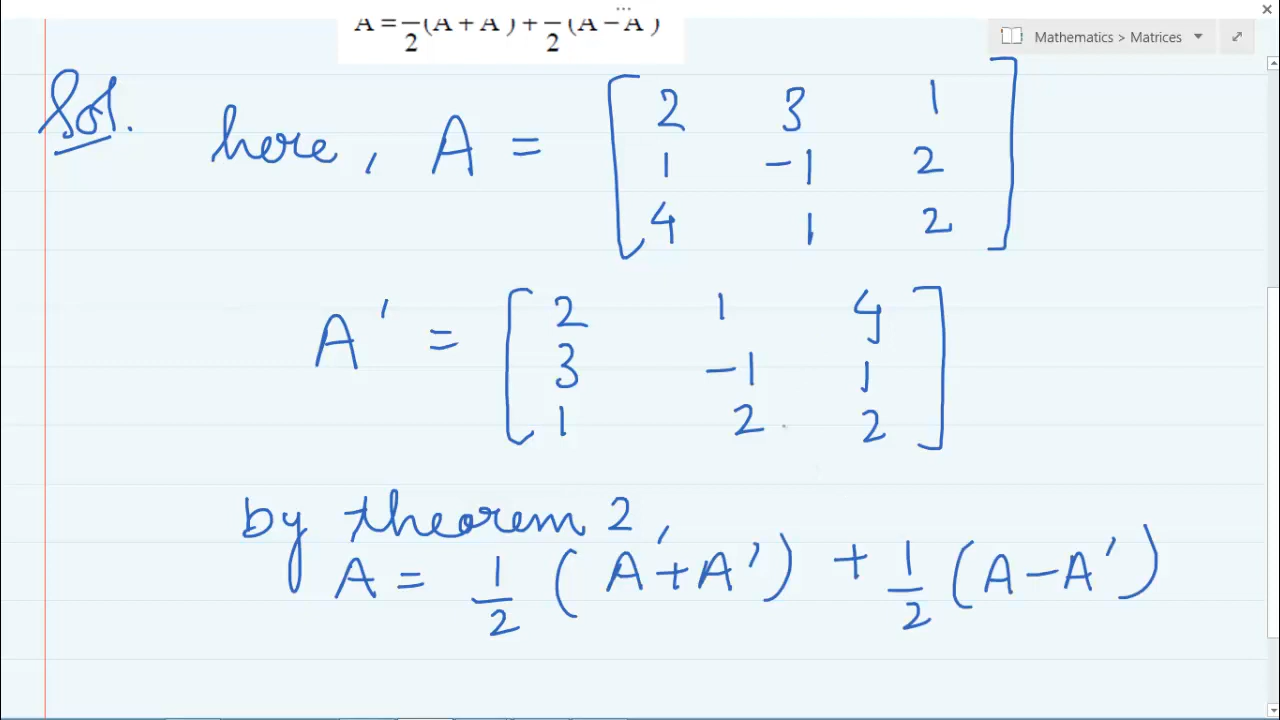 A = 1/2 (A + A') + 1/2 (A − A')
Mathematics > Matrices
Sol. here, A = [ 2 3 1
1 -1 2
4 1 2 ]
A' = [ 2 1 4
3 -1 1
1 2 2 ]
by theorem 2,
A = 1/2 (A + A') + 1/2 (A - A')